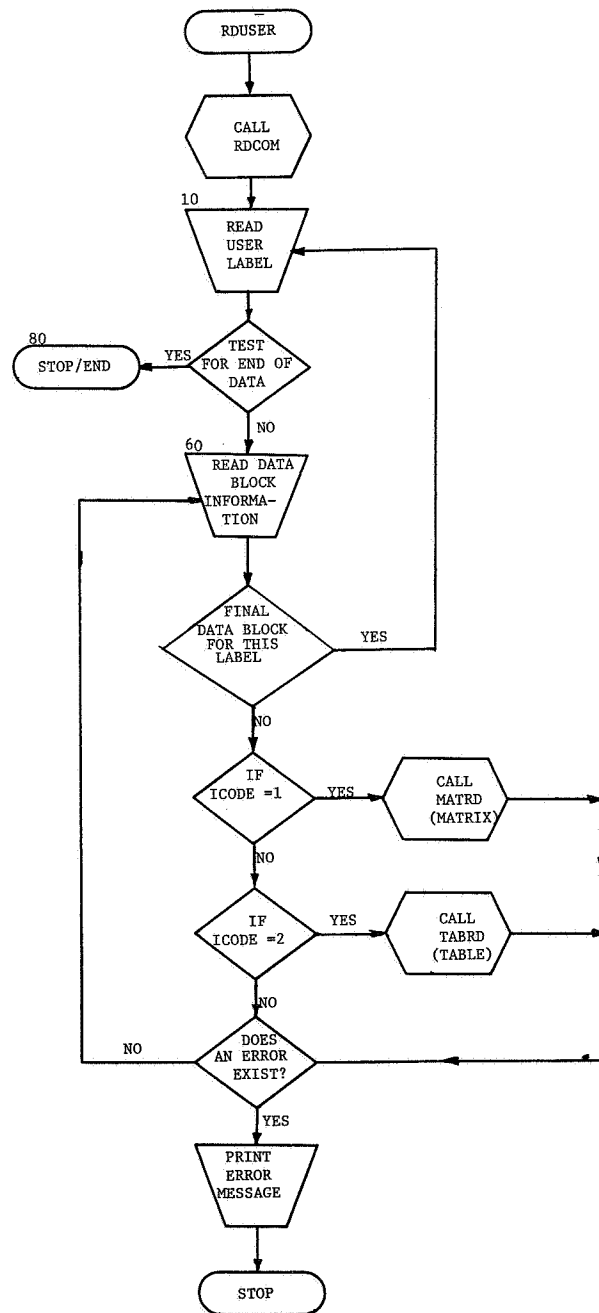 RDUSER
CALL
RDCOM
10
READ
USER
LABEL
80
STOP/END
YES
TEST
FOR END OF
DATA
NO
60
READ DATA
BLOCK
INFORMA-
TION
FINAL
DATA BLOCK
FOR THIS
LABEL
YES
NO
IF
ICODE =1
YES
CALL
MATRD
(MATRIX)
NO
IF
ICODE =2
YES
CALL
TABRD
(TABLE)
NO
NO
DOES
AN ERROR
EXIST?
YES
PRINT
ERROR
MESSAGE
STOP